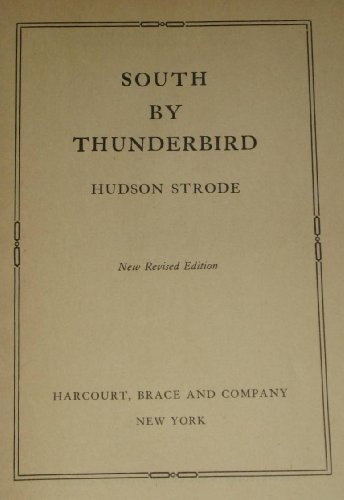 SOUTH
BY
THUNDERBIRD
HUDSON STRODE
New Revised Edition
HARCOURT, BRACE AND COMPANY
NEW YORK